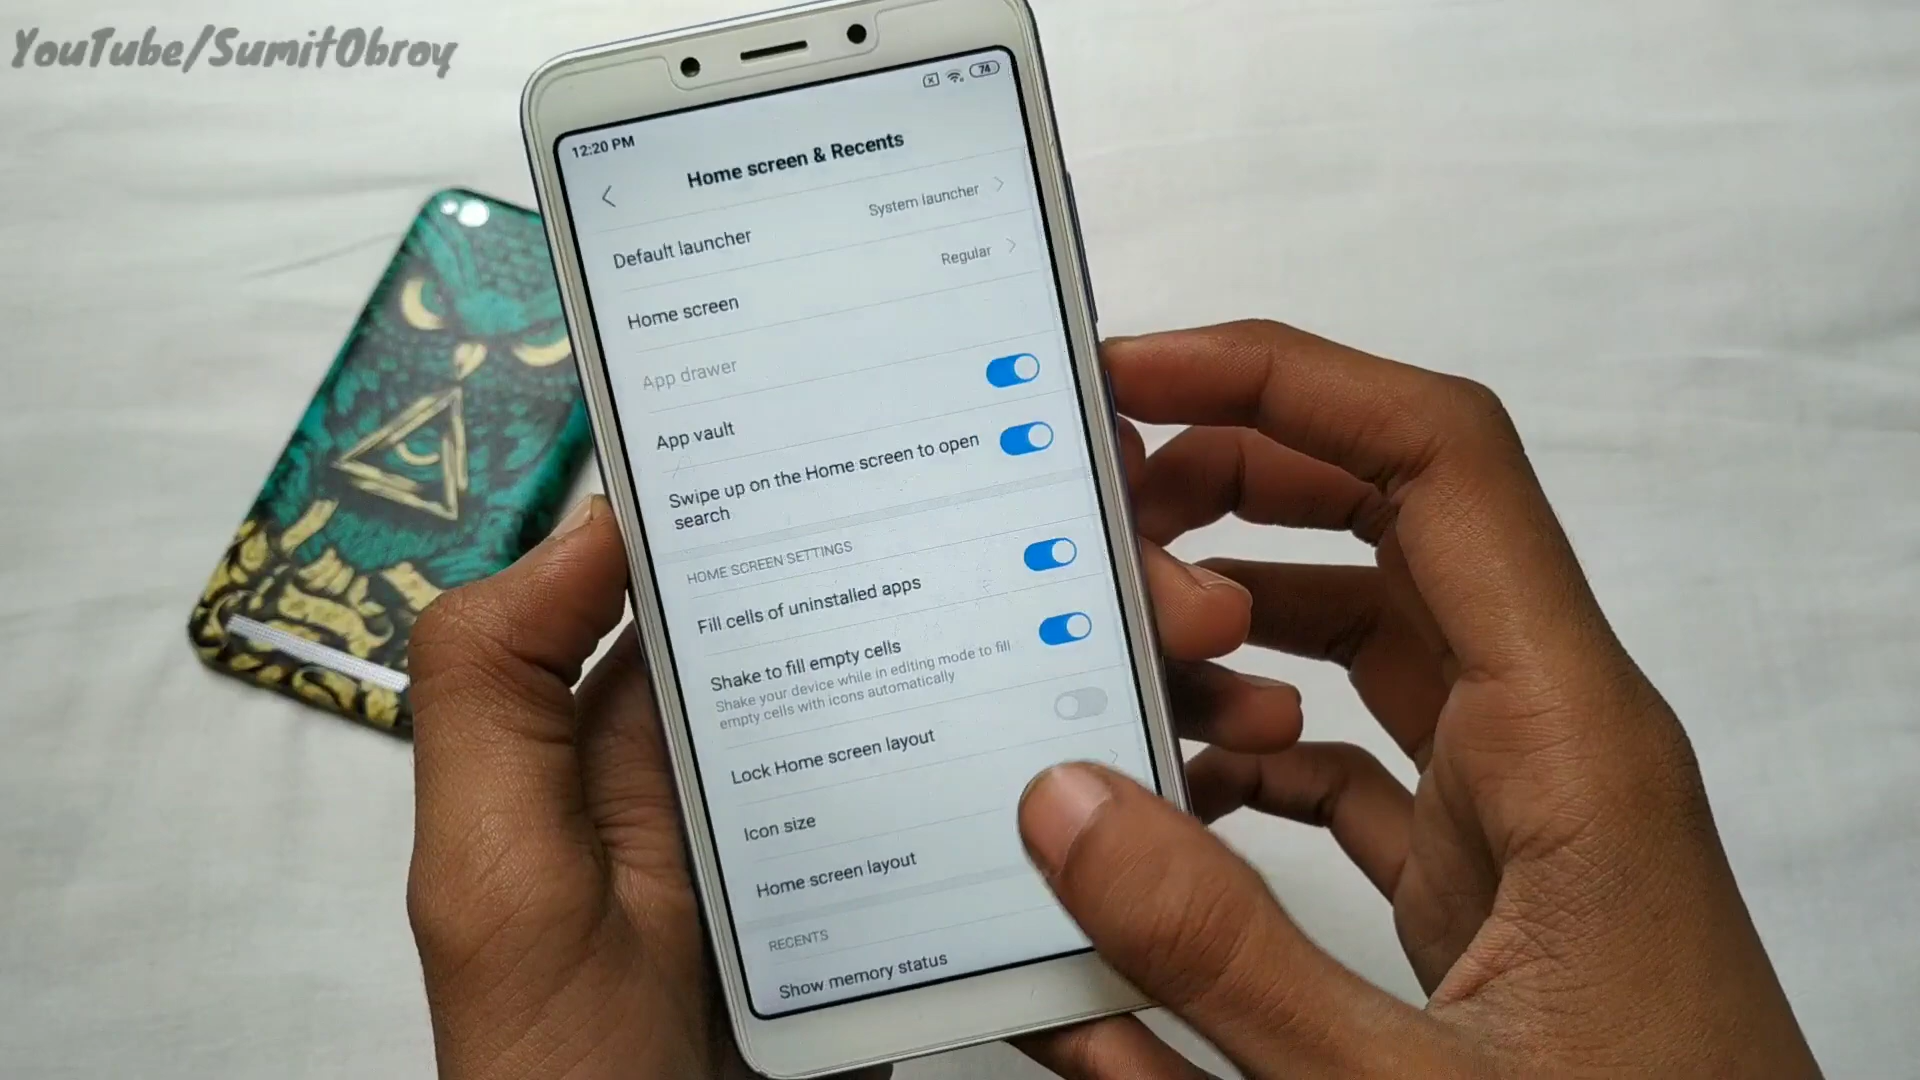 YouTube/SumitObroy
74
12:20 PM
Home screen & Recents
Default launcher
System launcher
Home screen
Regular
App drawer
App vault
Swipe up on the Home screen to open
search
HOME SCREEN SETTINGS
Fill cells of uninstalled apps
Shake to fill empty cells
Shake your device while in editing mode to fill
empty cells with icons automatically
Lock Home screen layout
Icon size
Home screen layout
RECENTS
Show memory status